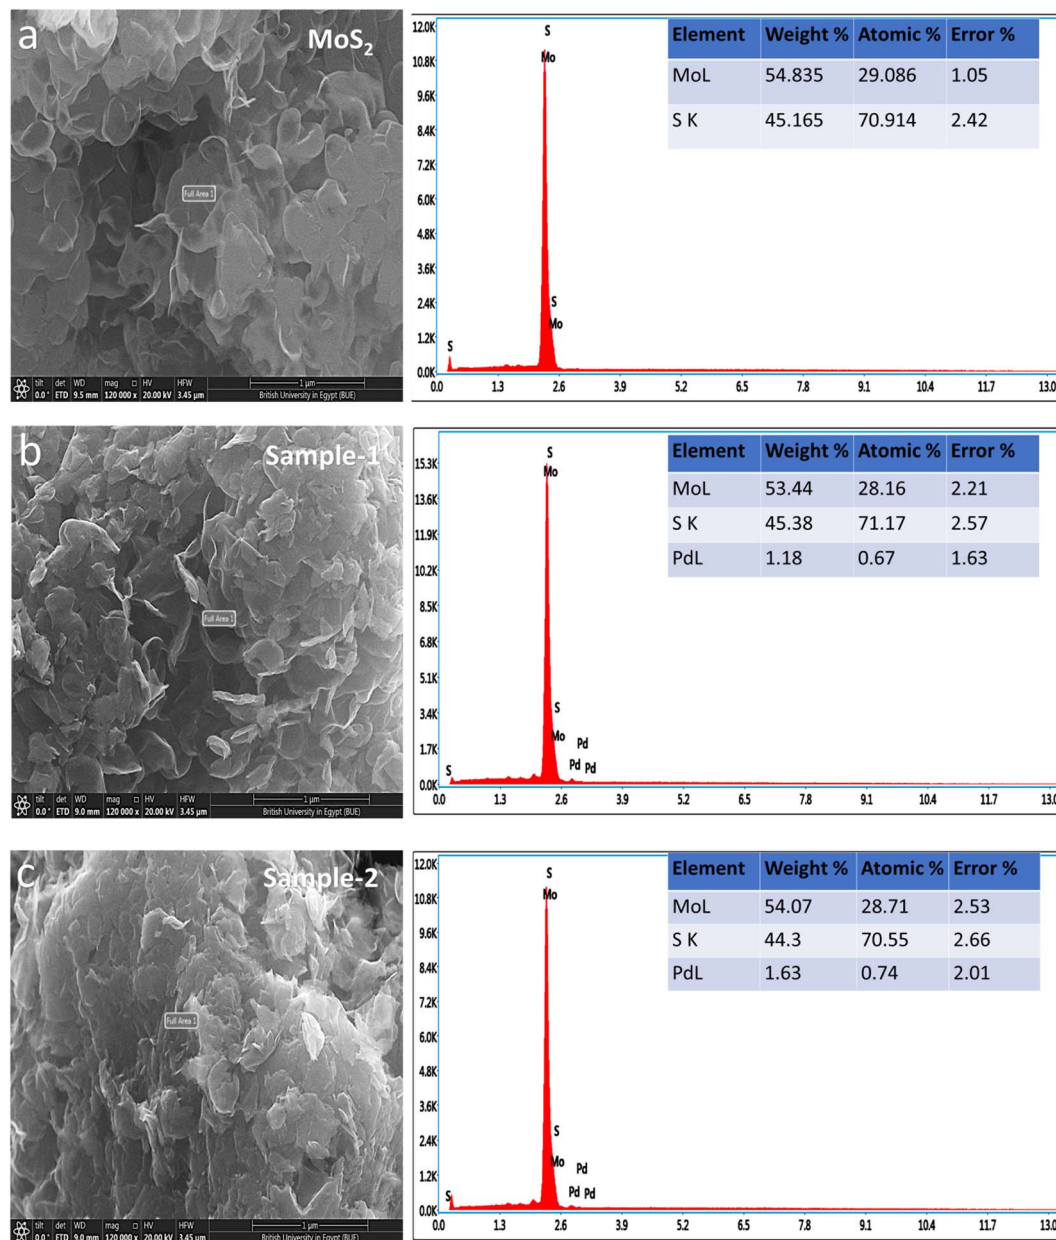 a
MoS2
Full Area 1
tilt det WD mag □ HV HFW
0.0 ° ETD 9.5 mm 120 000 x 20.00 kV 3.45 µm
1 µm
British University in Egypt (BUE)
12.0K
10.8K
9.6K
8.4K
7.2K
6.0K
4.8K
3.6K
2.4K
1.2K
0.0K
S
Mo
S
Mo
S
0.0 1.3 2.6 3.9 5.2 6.5 7.8 9.1 10.4 11.7 13.0
Element Weight % Atomic % Error %
MoL 54.835 29.086 1.05
S K 45.165 70.914 2.42
b
Sample-1
Full Area 1
tilt det WD mag □ HV HFW
0.0 ° ETD 9.0 mm 120 000 x 20.00 kV 3.45 µm
1 µm
British University in Egypt (BUE)
15.3K
13.6K
11.9K
10.2K
8.5K
6.8K
5.1K
3.4K
1.7K
0.0K
S
Mo
S
Mo
Pd
Pd Pd
S
0.0 1.3 2.6 3.9 5.2 6.5 7.8 9.1 10.4 11.7 13.0
Element Weight % Atomic % Error %
MoL 53.44 28.16 2.21
S K 45.38 71.17 2.57
PdL 1.18 0.67 1.63
c
Sample-2
Full Area 1
tilt det WD mag □ HV HFW
0.0 ° ETD 9.0 mm 120 000 x 20.00 kV 3.45 µm
1 µm
British University in Egypt (BUE)
12.0K
10.8K
9.6K
8.4K
7.2K
6.0K
4.8K
3.6K
2.4K
1.2K
0.0K
S
Mo
S
Mo
Pd
Pd Pd
S
0.0 1.3 2.6 3.9 5.2 6.5 7.8 9.1 10.4 11.7 13.0
Element Weight % Atomic % Error %
MoL 54.07 28.71 2.53
S K 44.3 70.55 2.66
PdL 1.63 0.74 2.01